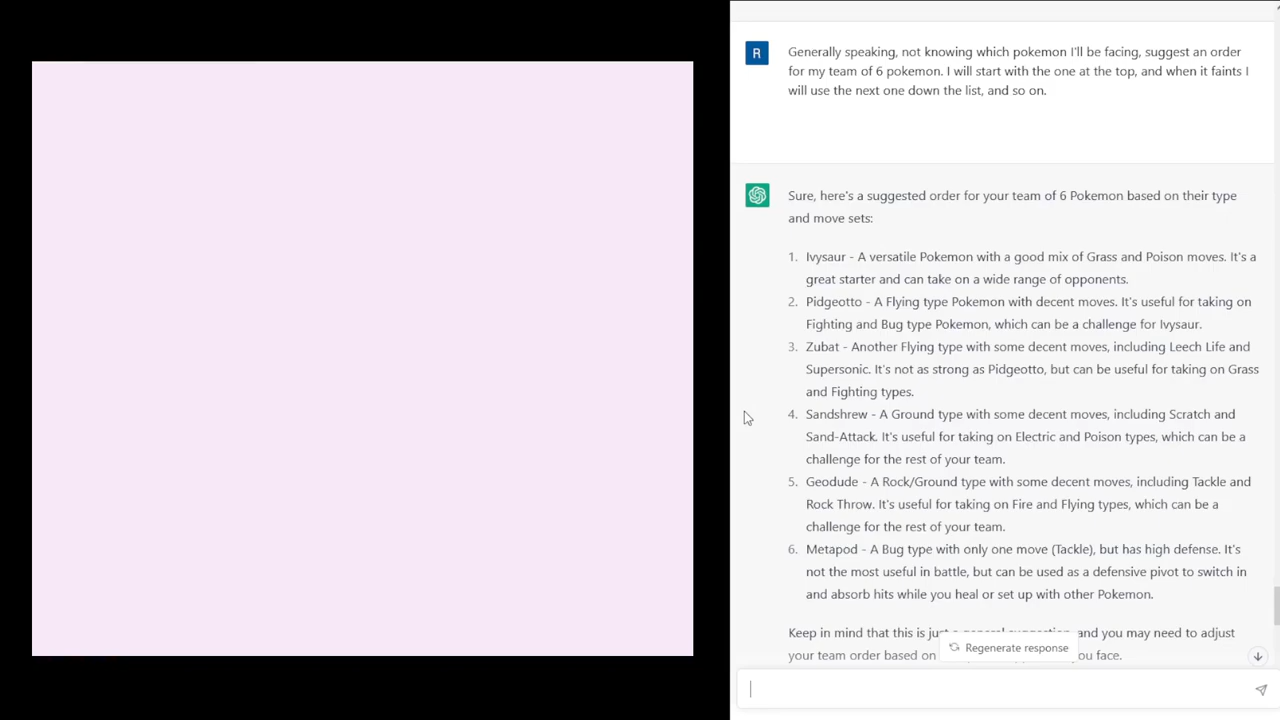 R
Generally speaking, not knowing which pokemon I'll be facing, suggest an order
for my team of 6 pokemon. I will start with the one at the top, and when it faints I
will use the next one down the list, and so on.
Sure, here's a suggested order for your team of 6 Pokemon based on their type
and move sets:
1. Ivysaur - A versatile Pokemon with a good mix of Grass and Poison moves. It's a
great starter and can take on a wide range of opponents.
2. Pidgeotto - A Flying type Pokemon with decent moves. It's useful for taking on
Fighting and Bug type Pokemon, which can be a challenge for Ivysaur.
3. Zubat - Another Flying type with some decent moves, including Leech Life and
Supersonic. It's not as strong as Pidgeotto, but can be useful for taking on Grass
and Fighting types.
4. Sandshrew - A Ground type with some decent moves, including Scratch and
Sand-Attack. It's useful for taking on Electric and Poison types, which can be a
challenge for the rest of your team.
5. Geodude - A Rock/Ground type with some decent moves, including Tackle and
Rock Throw. It's useful for taking on Fire and Flying types, which can be a
challenge for the rest of your team.
6. Metapod - A Bug type with only one move (Tackle), but has high defense. It's
not the most useful in battle, but can be used as a defensive pivot to switch in
and absorb hits while you heal or set up with other Pokemon.
Keep in mind that this is just a general suggestion, and you may need to adjust
your team order based on you face.
Regenerate response